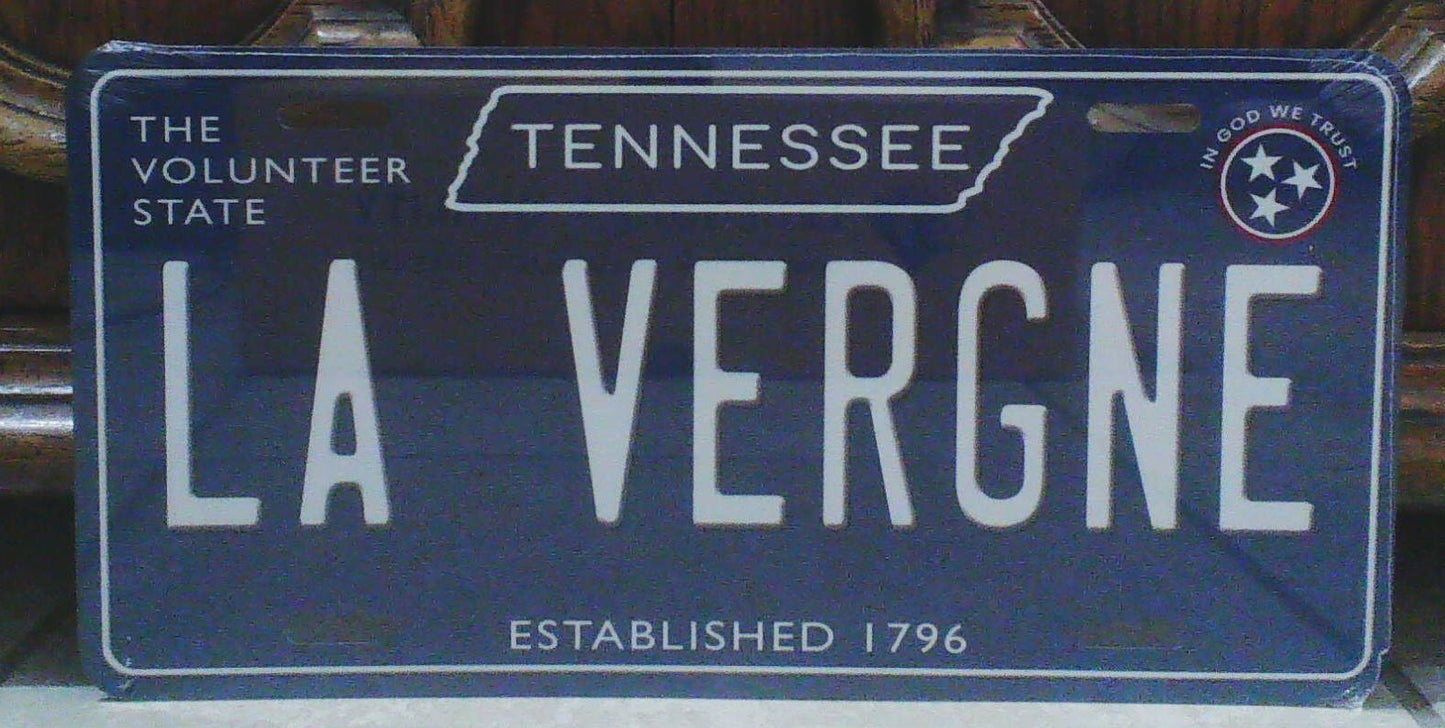 THE
VOLUNTEER
STATE
TENNESSEE
IN GOD WE TRUST
LA VERGNE
ESTABLISHED 1796